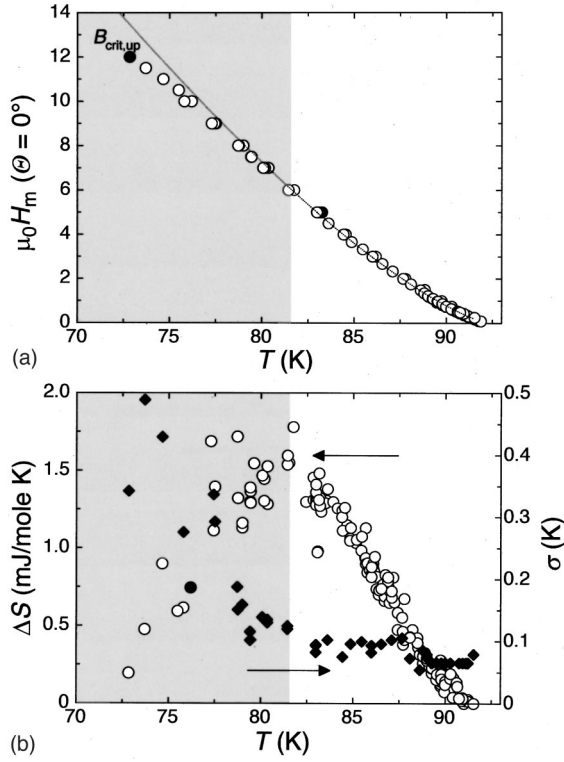 14
12
10
8
6
4
2
0
μ₀Hₘ (Θ = 0°)
B_crit,up
70 75 80 85 90
(a)
T (K)
2.0
1.5
1.0
0.5
0
ΔS (mJ/mole K)
0.5
0.4
0.3
0.2
0.1
0
σ (K)
70 75 80 85 90
(b)
T (K)